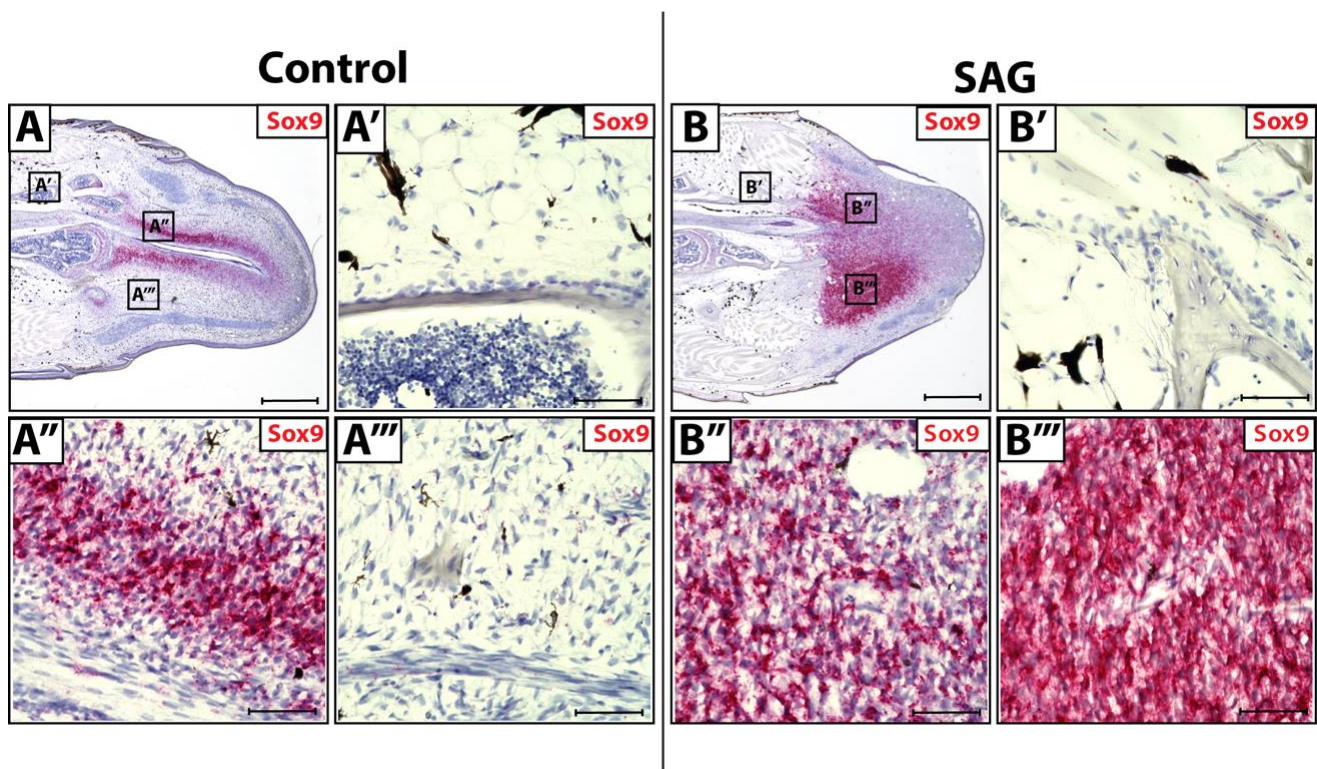 Control
SAG
A Sox9
A' A" A'''
A' Sox9
B Sox9
B' B" B'''
B' Sox9
A" Sox9
A''' Sox9
B" Sox9
B''' Sox9